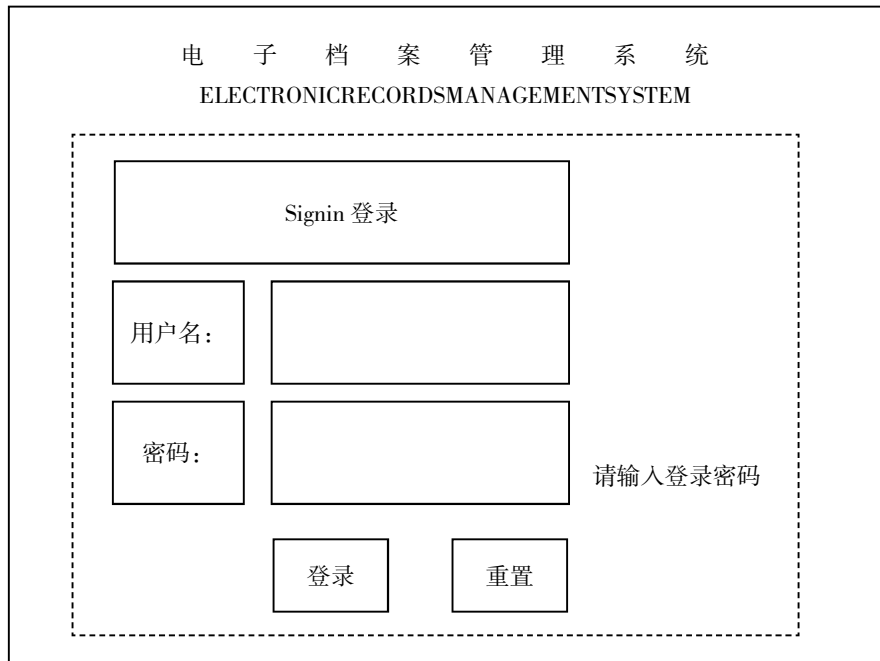 电子档案管理系统
ELECTRONICRECORDSMANAGEMENTSYSTEM
Signin 登录
用户名：
密码：
请输入登录密码
登录 重置